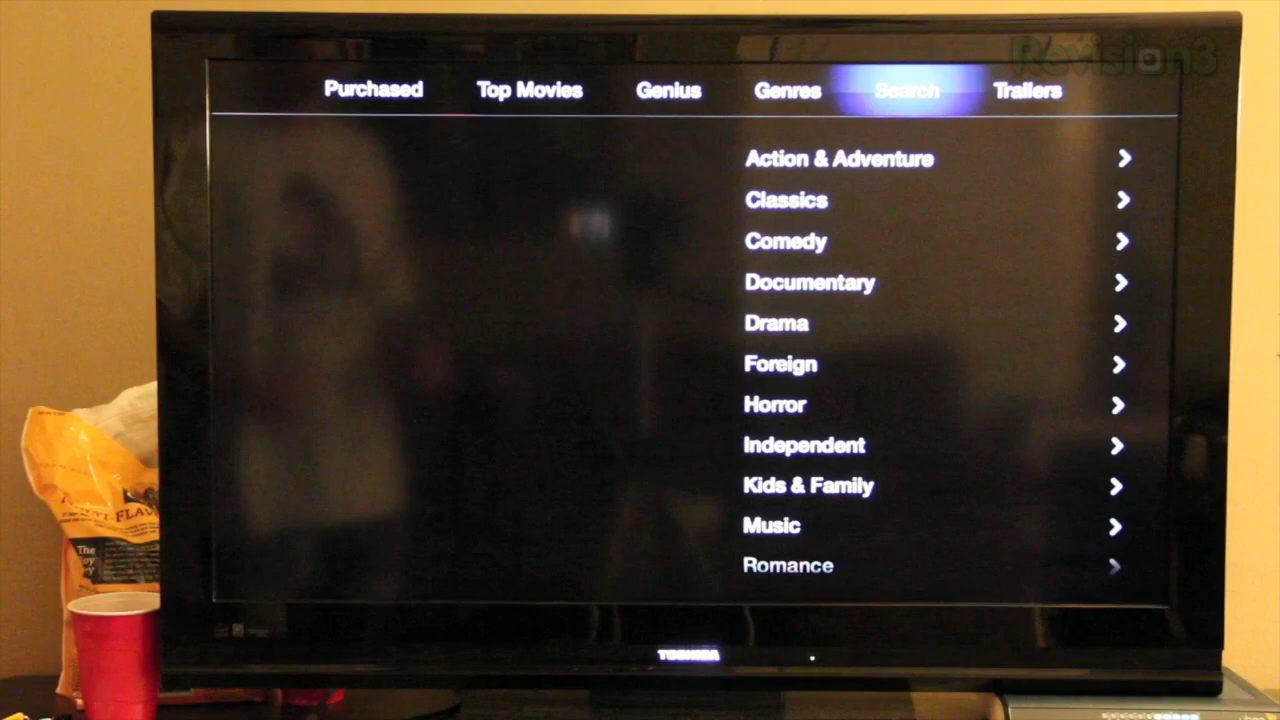 Revision3
Purchased Top Movies Genius Genres Search Trailers
Action & Adventure
Classics
Comedy
Documentary
Drama
Foreign
Horror
Independent
Kids & Family
Music
Romance
The
TOSHIBA